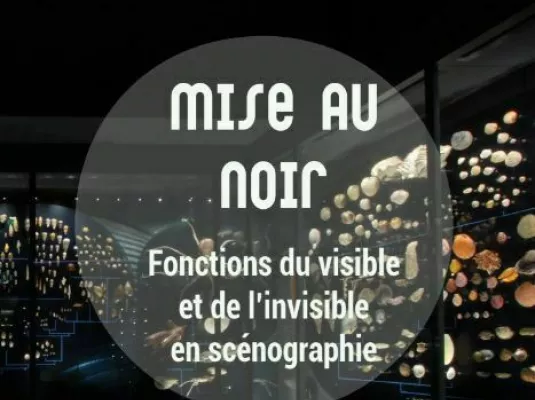 MISE AU
NOIR
Fonctions du visible
et de l'invisible
en scénographie